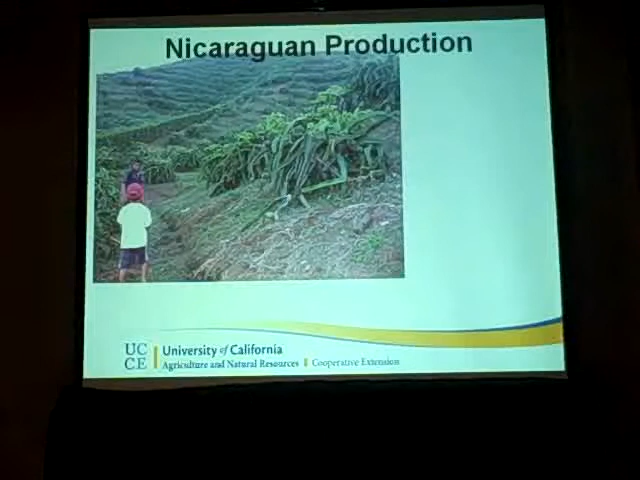 Nicaraguan Production
UC
CE
University of California
Agriculture and Natural Resources
Cooperative Extension